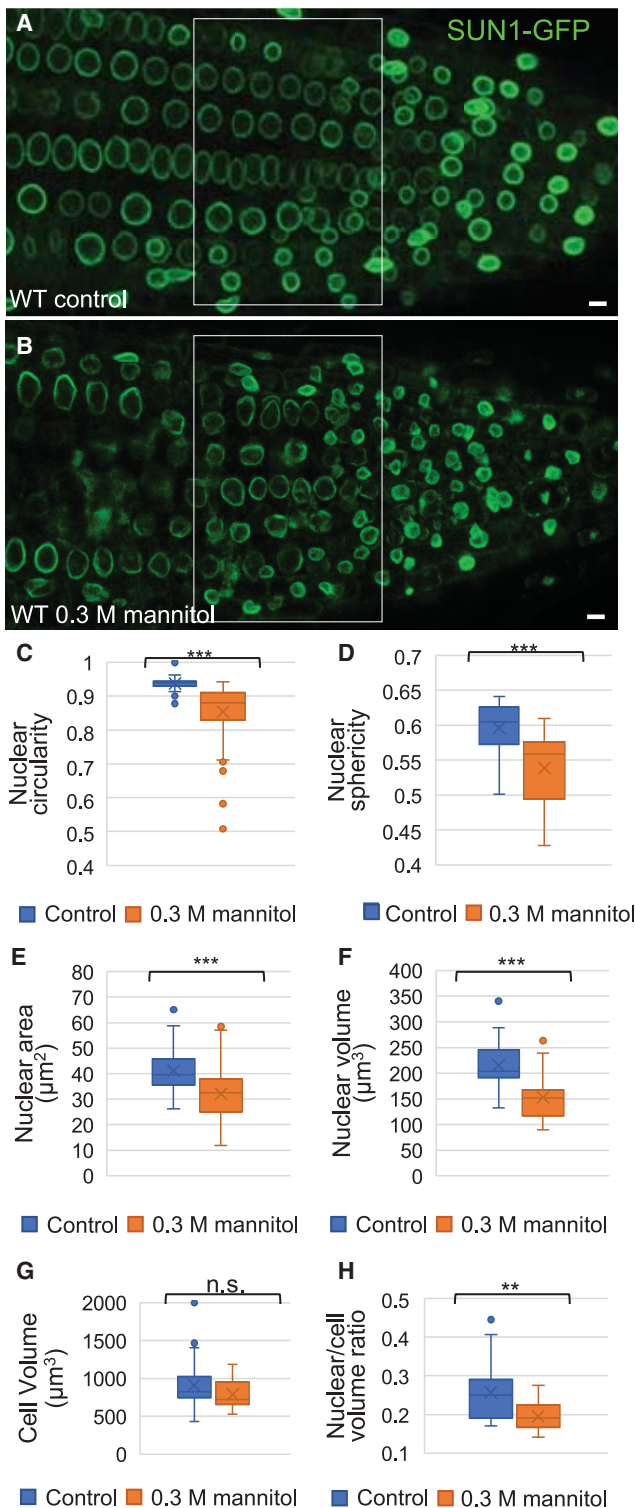 A
SUN1-GFP
WT control
B
WT 0.3 M mannitol
C
***
Nuclear
circularity
1
0.9
0.8
0.7
0.6
0.5
0.4
Control 0.3 M mannitol
D
***
Nuclear
sphericity
0.7
0.65
0.6
0.55
0.5
0.45
0.4
Control 0.3 M mannitol
E
***
Nuclear area
(µm²)
80
70
60
50
40
30
20
10
0
Control 0.3 M mannitol
F
***
Nuclear volume
(µm³)
400
350
300
250
200
150
100
50
0
Control 0.3 M mannitol
G
n.s.
Cell Volume
(µm³)
2000
1500
1000
500
0
Control 0.3 M mannitol
H
**
Nuclear/cell
volume ratio
0.5
0.4
0.3
0.2
0.1
Control 0.3 M mannitol